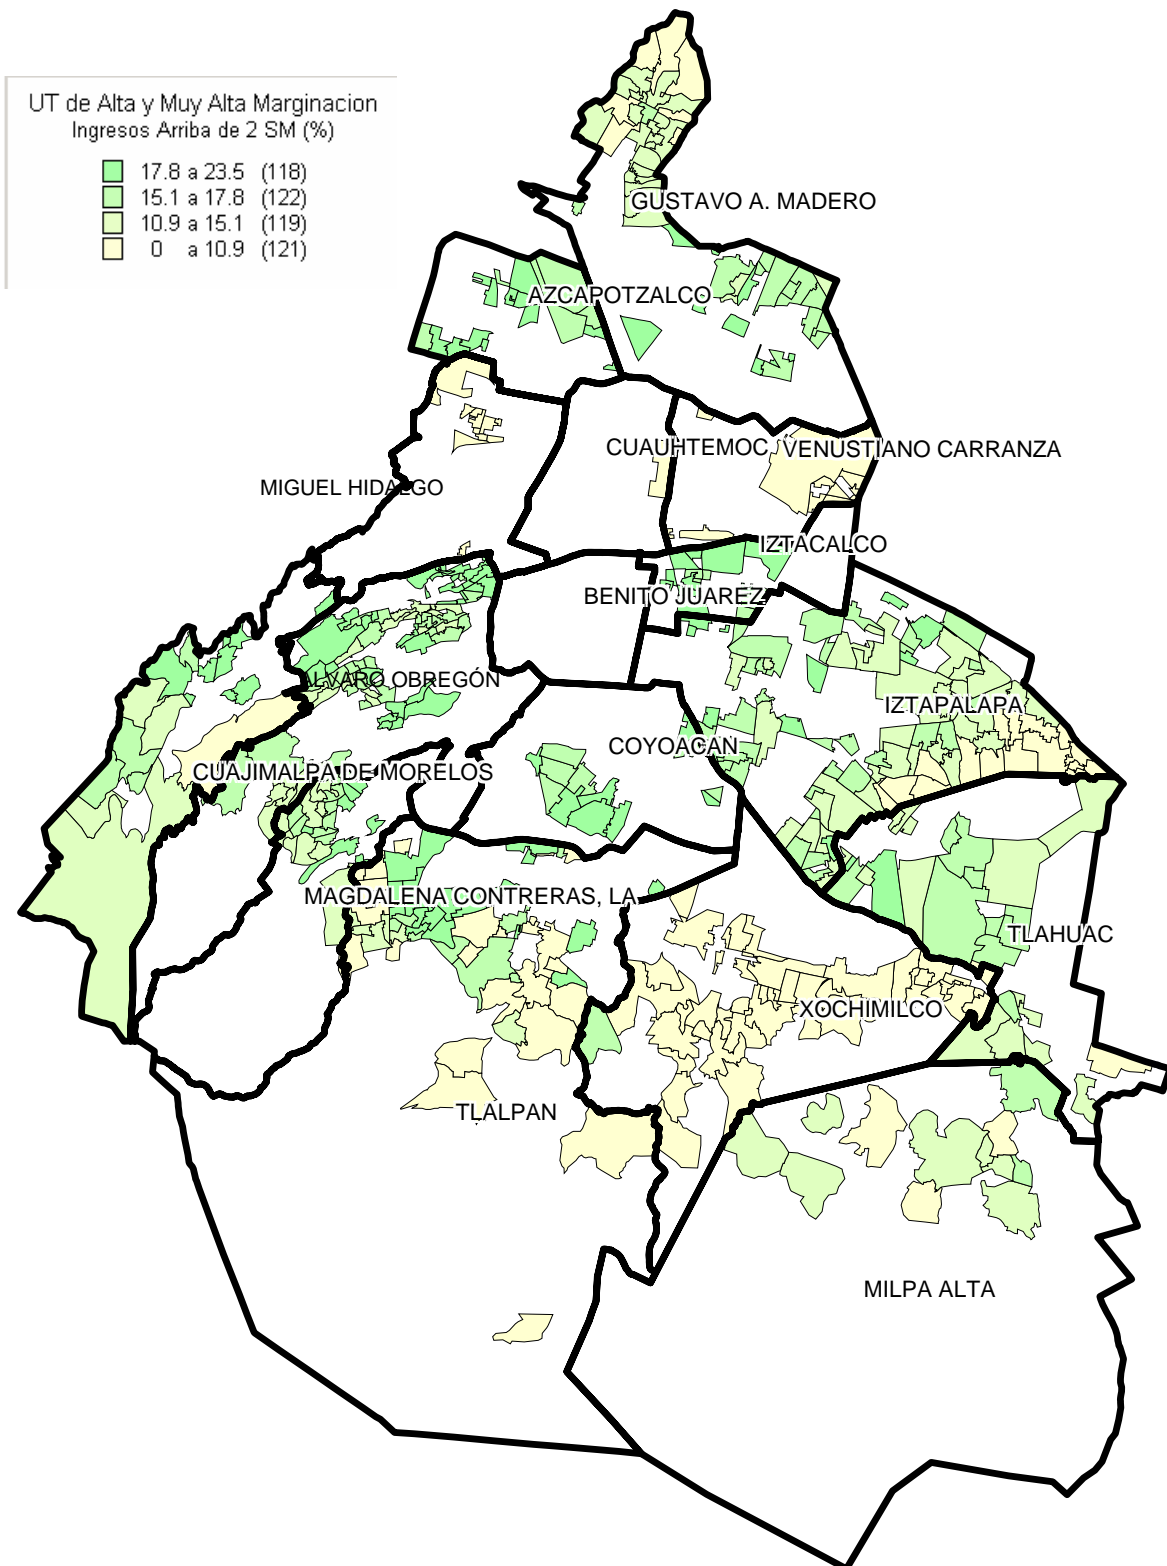 UT de Alta y Muy Alta Marginacion
Ingresos Arriba de 2 SM (%)
17.8 a 23.5 (118)
15.1 a 17.8 (122)
10.9 a 15.1 (119)
0 a 10.9 (121)
GUSTAVO A. MADERO
AZCAPOTZALCO
CUAUHTEMOC
VENUSTIANO CARRANZA
MIGUEL HIDALGO
IZTACALCO
BENITO JUAREZ
ALVARO OBREGÓN
IZTAPALAPA
COYOACAN
CUAJIMALPA DE MORELOS
MAGDALENA CONTRERAS, LA
TLAHUAC
XOCHIMILCO
TLALPAN
MILPA ALTA